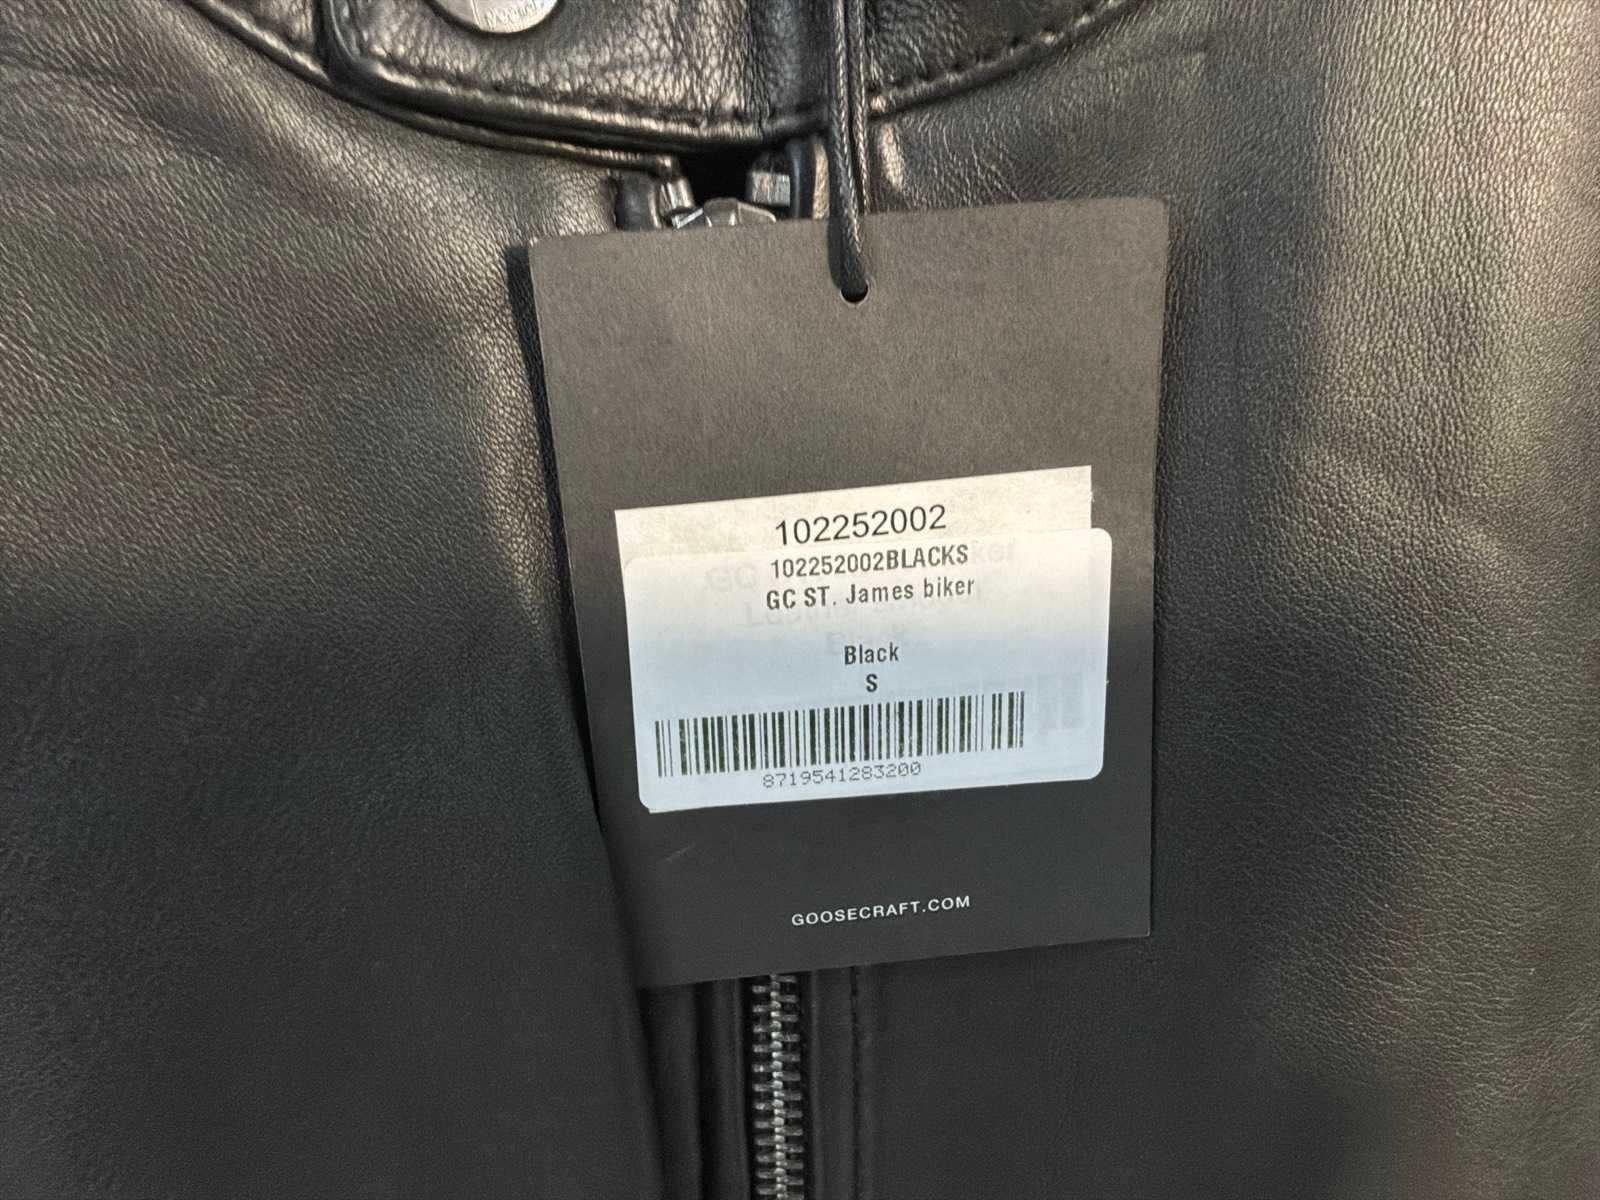 102252002
102252002BLACKS
GC ST. James biker
Black
S
8719541283200
GOOSECRAFT.COM